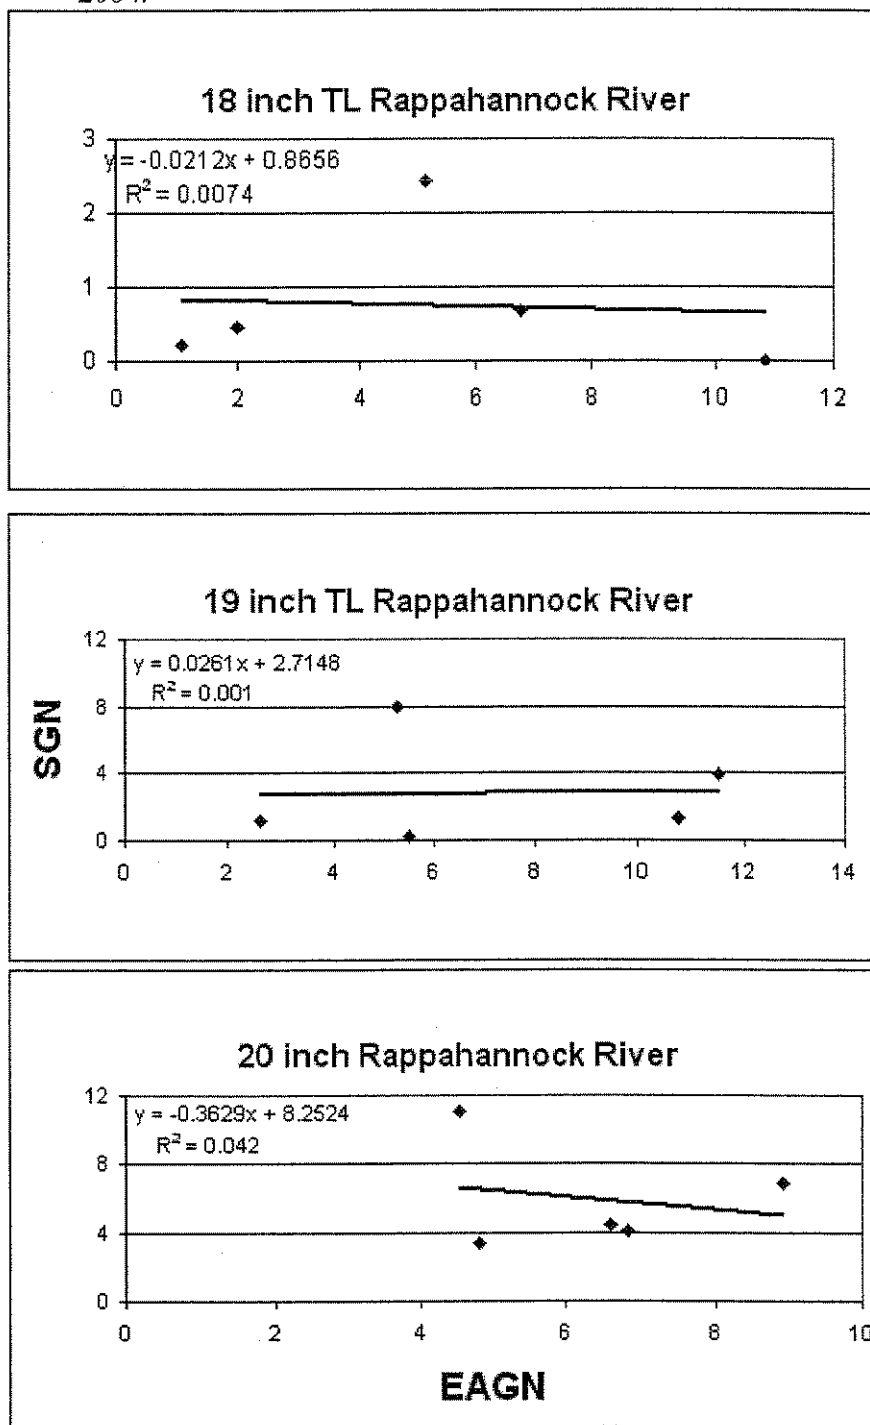 18 inch TL Rappahannock River
3
y = -0.0212x + 0.8656
R² = 0.0074
2
1
0
0 2 4 6 8 10 12
19 inch TL Rappahannock River
12
y = 0.0261x + 2.7148
R² = 0.001
8
SGN
4
0
0 2 4 6 8 10 12 14
20 inch Rappahannock River
12
y = -0.3629x + 8.2524
R² = 0.042
8
4
0
0 2 4 6 8 10
EAGN